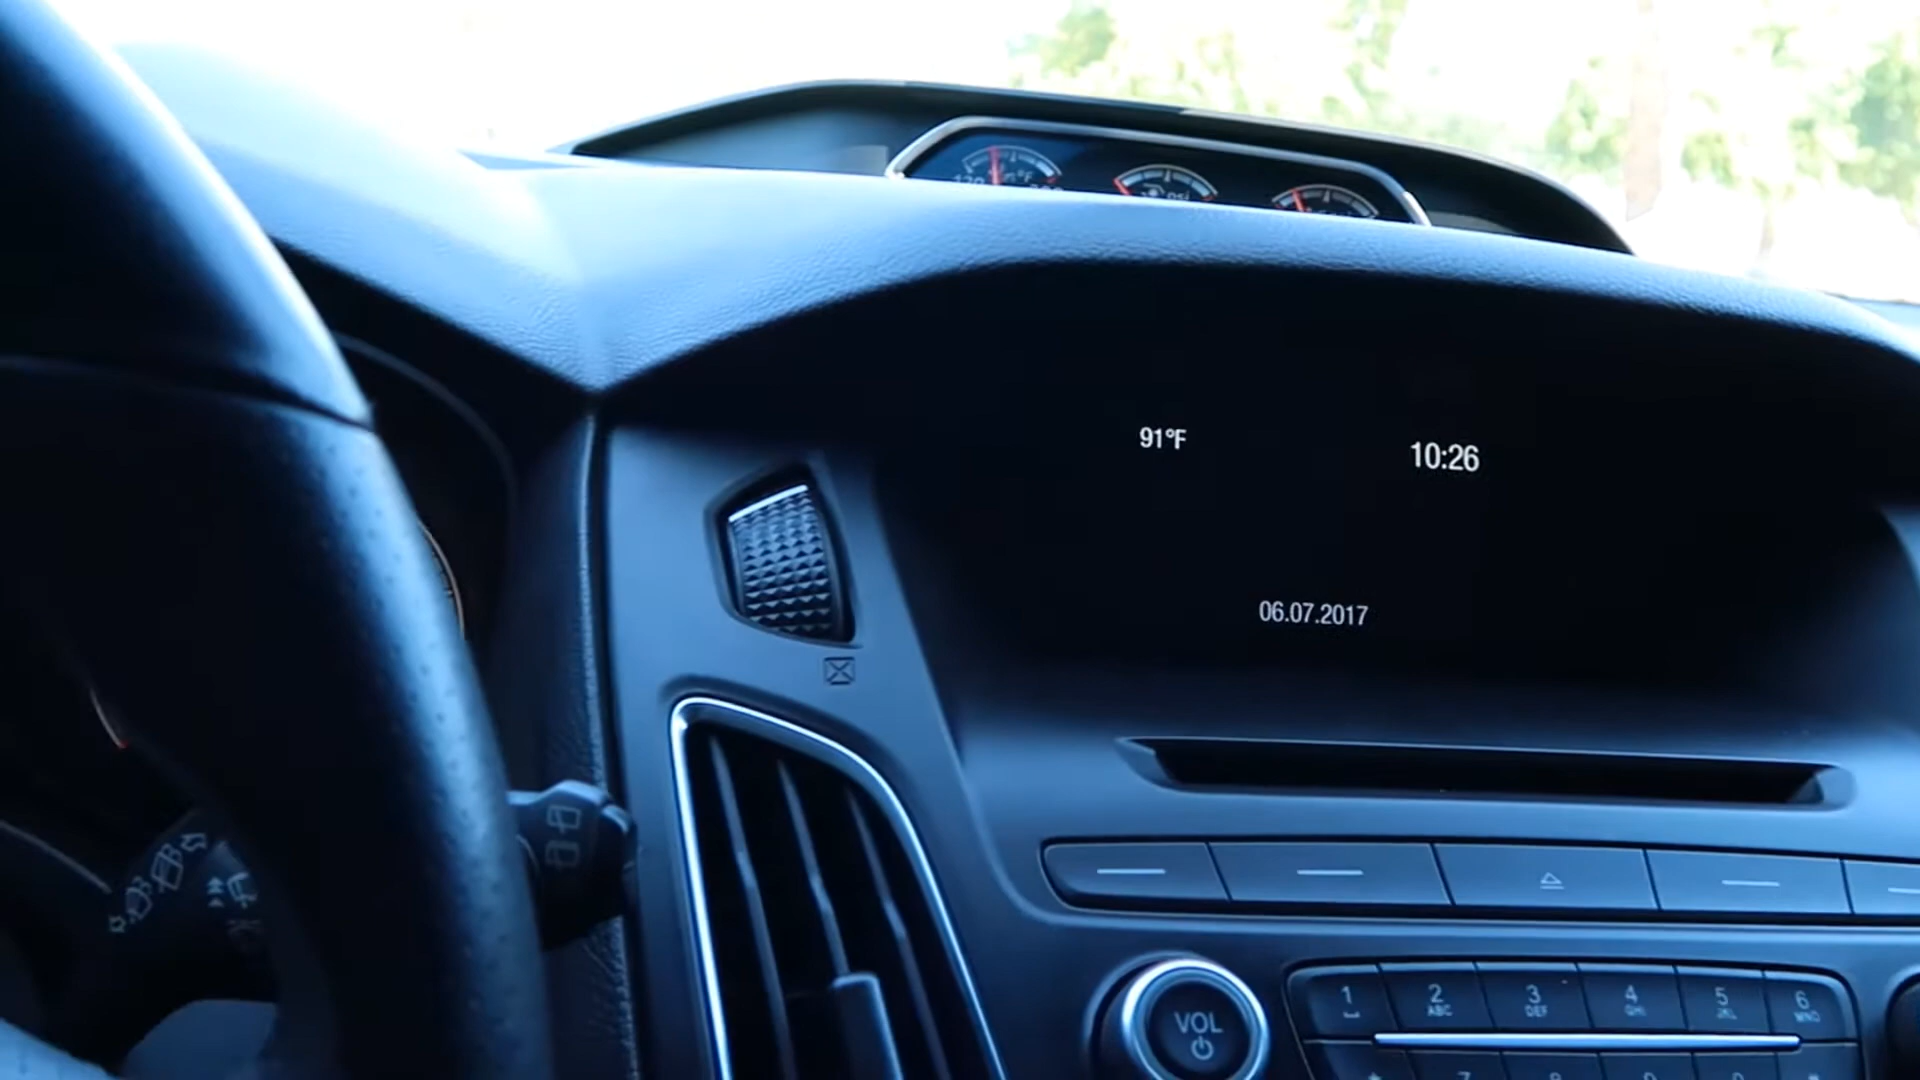 91°F
10:26
06.07.2017
VOL
1
2
3
4
5
6
ABC
DEF
GHI
JKL
MNO